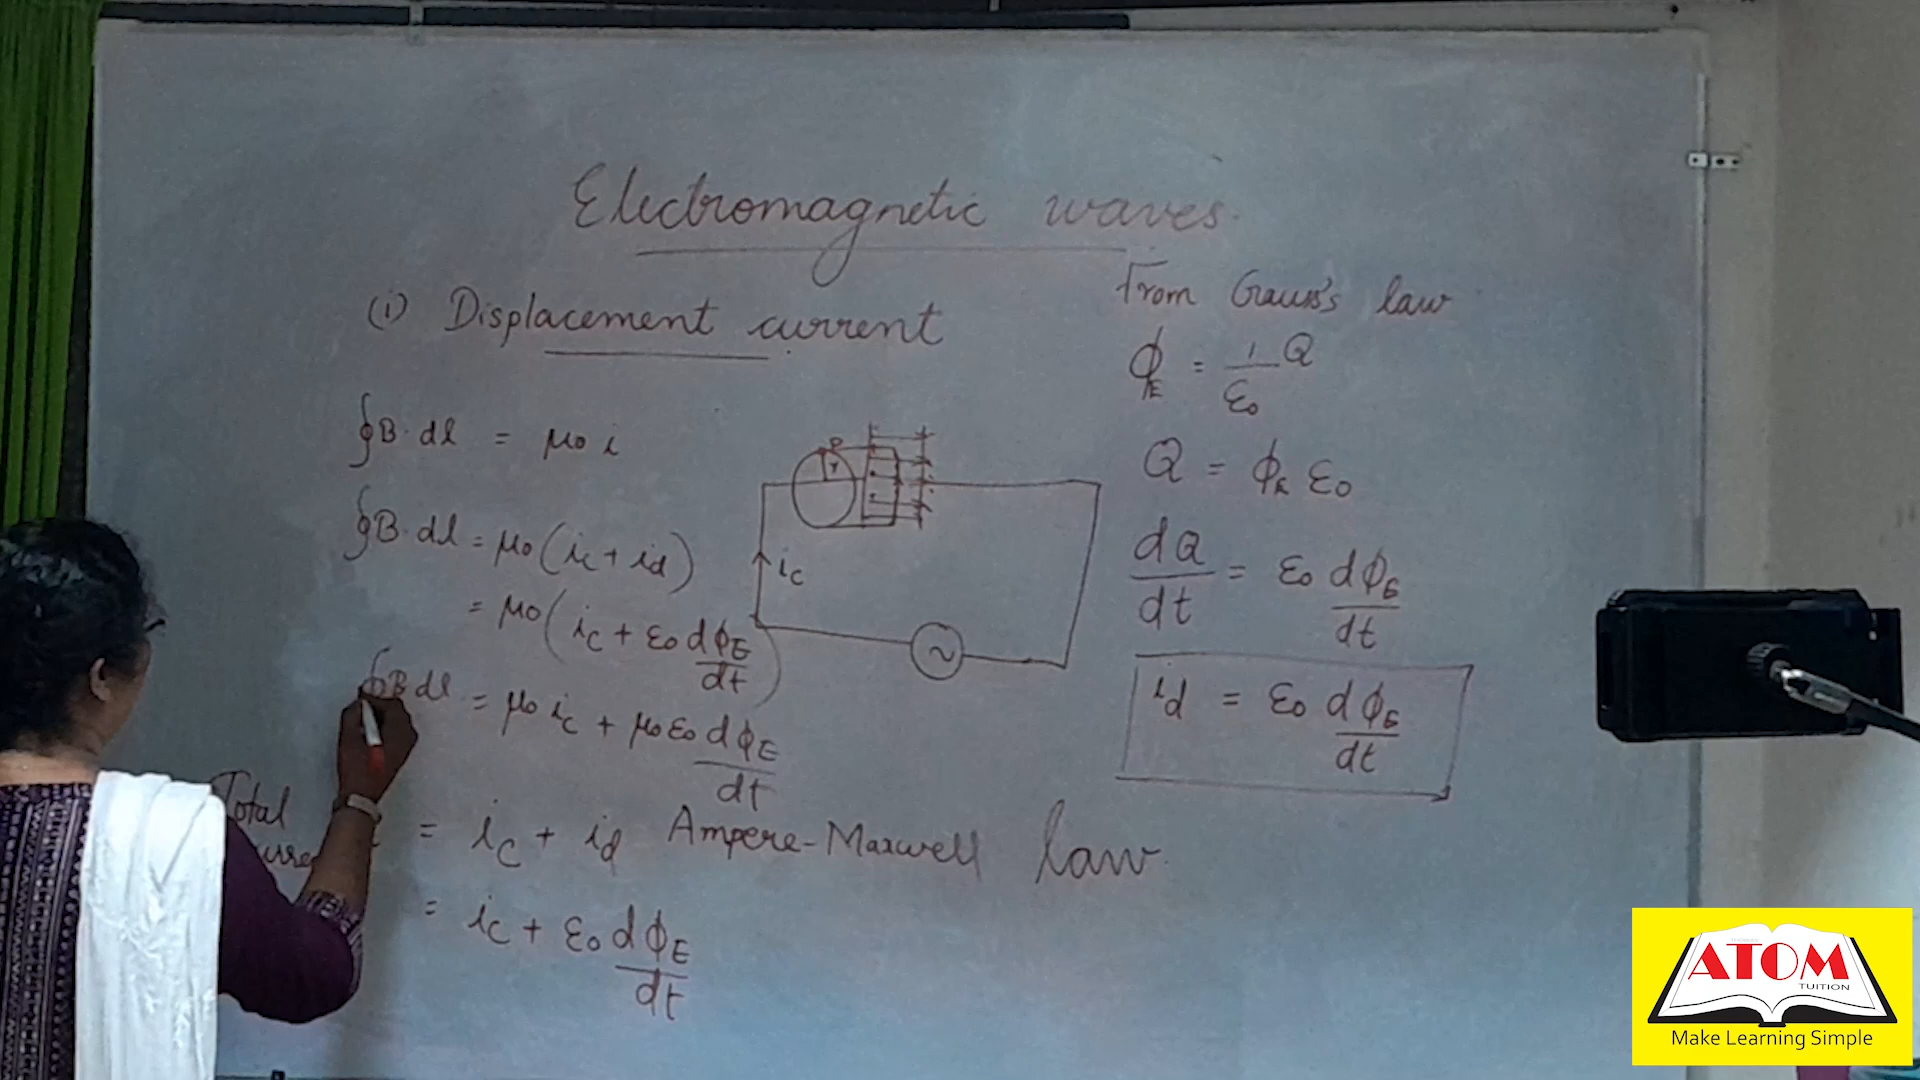 Electromagnetic waves.
(i) Displacement current
∮B. dl = μ0 i
∮B. dl = μ0 (ic + id)
= μ0 (ic + ε0 dϕE/dt)
∮B dl = μ0 ic + μ0 ε0 dϕE/dt
Ampere-Maxwell law.
Total
= ic + id
= ic + ε0 dϕE/dt
ic
~
From Gauss's law
ϕE = 1/ε0 Q
Q = ϕE ε0
dQ/dt = ε0 dϕE/dt
id = ε0 dϕE/dt
ATOM
TUITION
Make Learning Simple